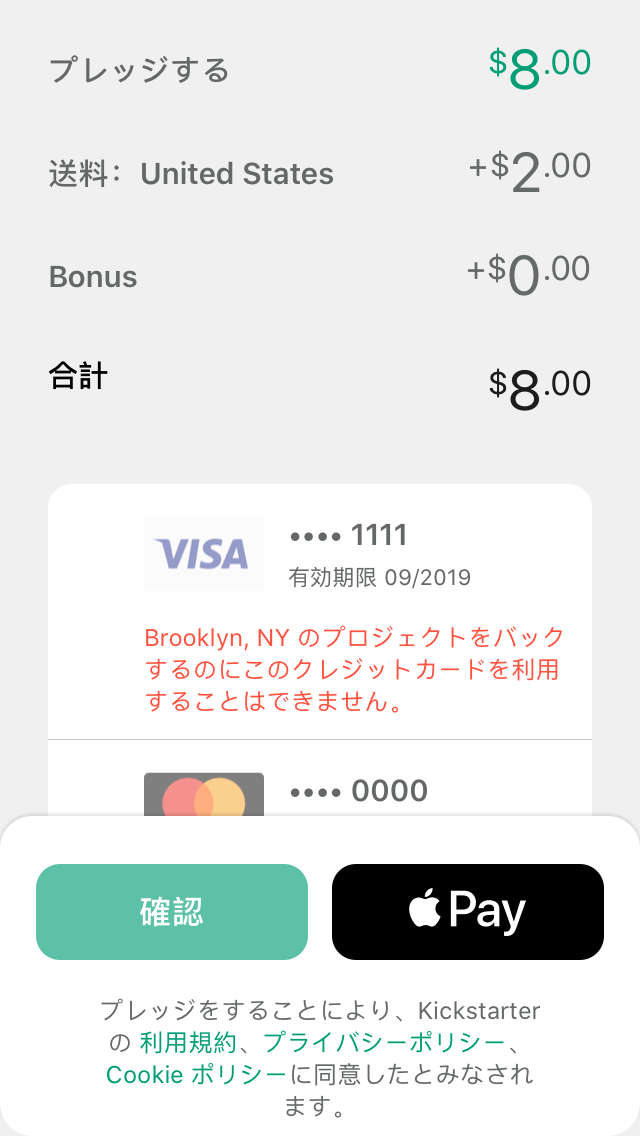 プレッジする $8.00
送料： United States +$2.00
Bonus +$0.00
合計 $8.00
VISA •••• 1111
有効期限 09/2019
Brooklyn, NY のプロジェクトをバック
するのにこのクレジットカードを利用
することはできません。
•••• 0000
確認 Pay
プレッジをすることにより、Kickstarter
の 利用規約、プライバシーポリシー、
Cookie ポリシーに同意したとみなされ
ます。